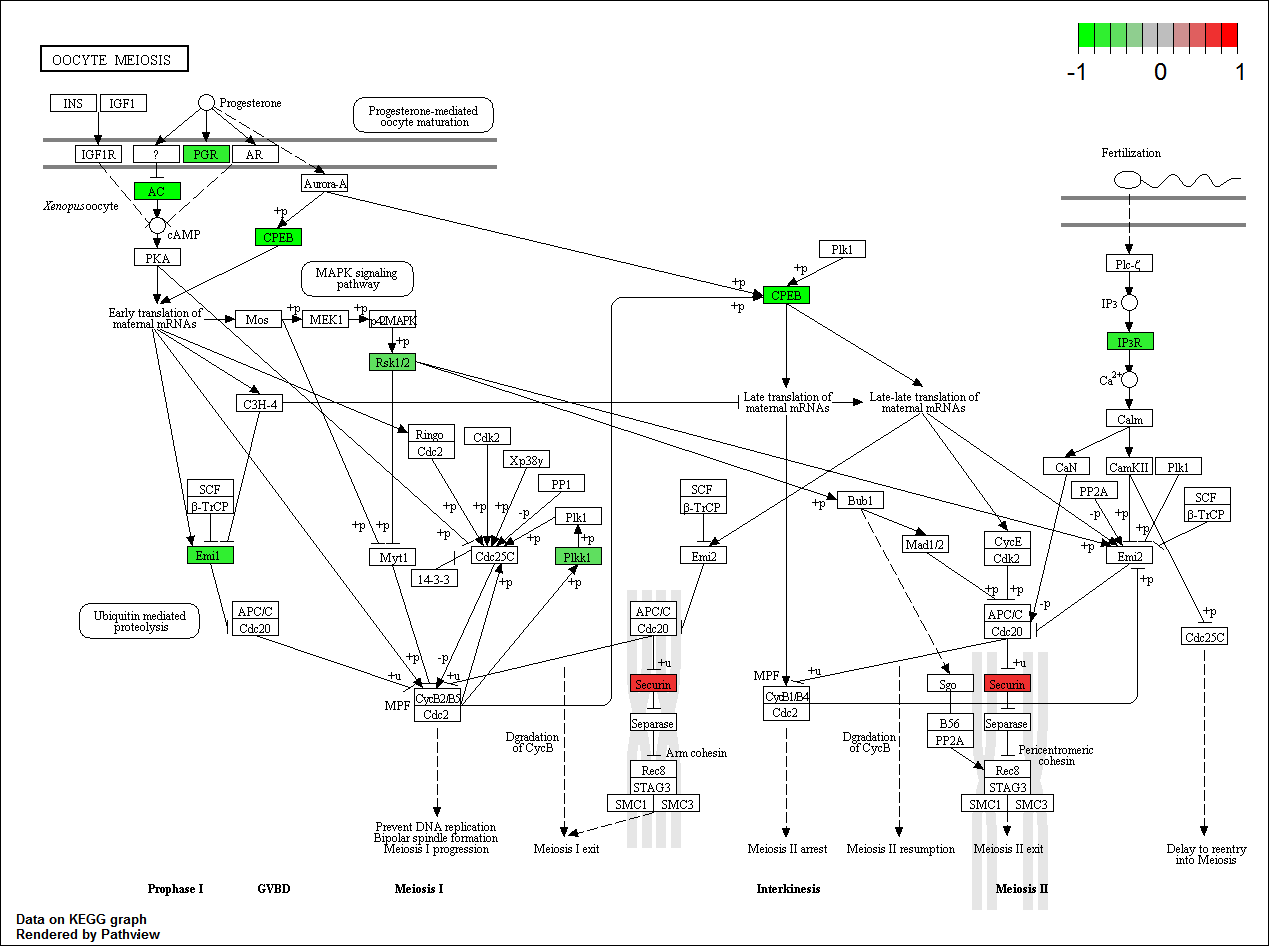 OOCYTE MEIOSIS
-1 0 1
INS
IGF1
Progesterone
Progesterone-mediated
oocyte maturation
IGF1R
?
PGR
AR
Fertilization
AC
Aurora-A
Xenopus oocyte
+p
cAMP
CPEB
PKA
MAPK signaling
pathway
Plk1
+p
+p
CPEB
+p
Plc-ζ
IP3
Early translation of
maternal mRNAs
Mos
+p
MEK1
+p
p42MAPK
+p
Rsk1/2
IP3R
Ca2+
C3H-4
Late translation of
maternal mRNAs
Late-late translation of
maternal mRNAs
Calm
Ringo
Cdc2
Cdk2
Xp38γ
PP1
CaN
CamKII
Plk1
SCF
β-TrCP
+p
+p
+p
+p
+p
-p
Plk1
+p
+p
SCF
β-TrCP
+p
Bub1
PP2A
-p
+p
+p
SCF
β-TrCP
Emi1
Myt1
Cdc25C
14-3-3
Plkk1
+p
+p
Emi2
Mad1/2
CycE
Cdk2
+p
Emi2
+p
Ubiquitin mediated
proteolysis
APC/C
Cdc20
APC/C
Cdc20
+p
+p
APC/C
Cdc20
-p
+p
Cdc25C
+p
-p
+u
+u
+u
Securin
MPF
CycB2/B5
Cdc2
+u
MPF
CycB1/B4
Cdc2
Sgo
+u
Securin
Separase
B56
PP2A
Separase
Dgradation
of CycB
Arm cohesin
Dgradation
of CycB
Pericentromeric
cohesin
Rec8
STAG3
SMC1
SMC3
Rec8
STAG3
SMC1
SMC3
Prevent DNA replication
Bipolar spindle formation
Meiosis I progression
Meiosis I exit
Meiosis II arrest
Meiosis II resumption
Meiosis II exit
Delay to reentry
into Meiosis
Prophase I
GVBD
Meiosis I
Interkinesis
Meiosis II
Data on KEGG graph
Rendered by Pathview